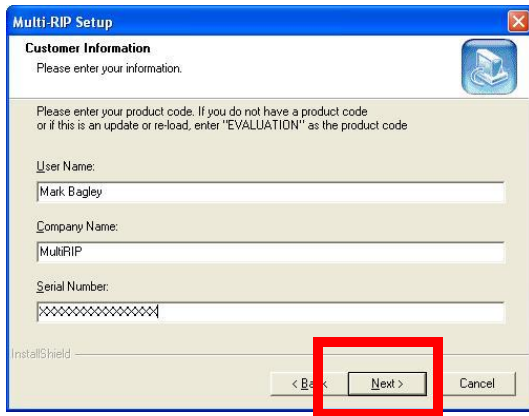 Multi-RIP Setup
Customer Information
Please enter your information.
Please enter your product code. If you do not have a product code
or if this is an update or re-load, enter "EVALUATION" as the product code
User Name:
Mark Bagley
Company Name:
MultiRIP
Serial Number:
XXXXXXXXXXXXXXX
InstallShield
< Back Next > Cancel